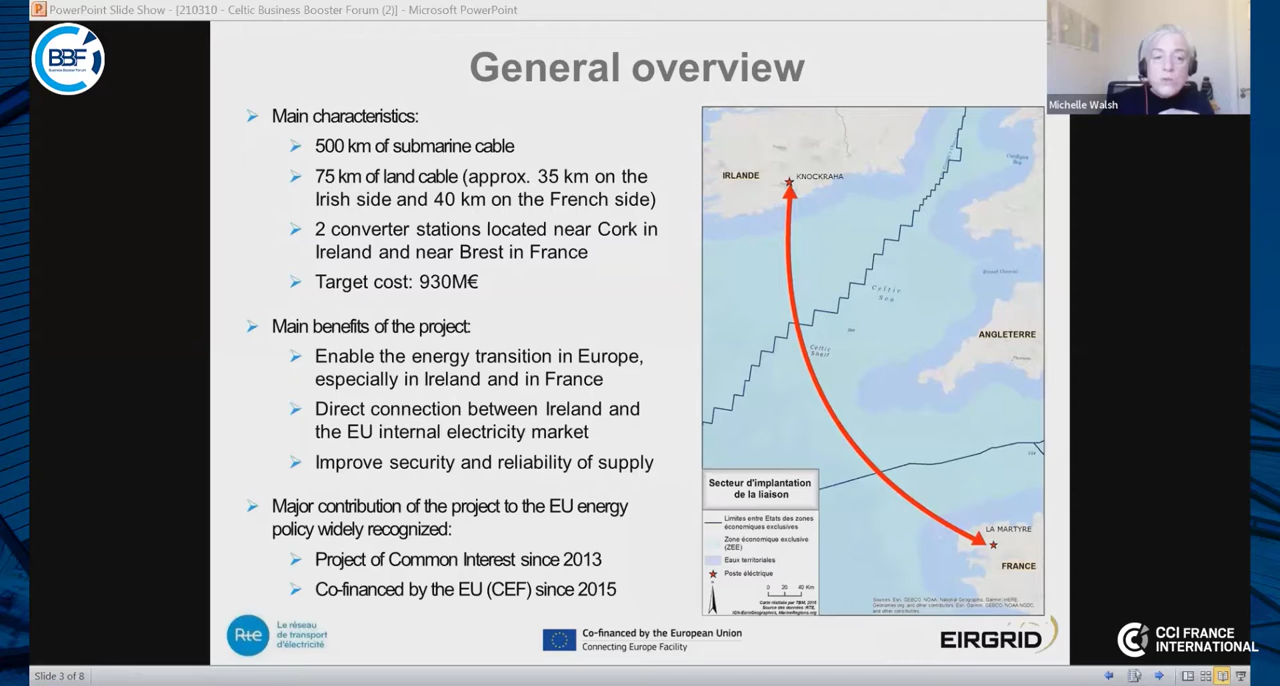 PowerPoint Slide Show - [210310 - Celtic Business Booster Forum (2)] - Microsoft PowerPoint
BBF
Business Booster Forum
General overview
Michelle Walsh
Main characteristics:
500 km of submarine cable
75 km of land cable (approx. 35 km on the
Irish side and 40 km on the French side)
2 converter stations located near Cork in
Ireland and near Brest in France
Target cost: 930M€
Main benefits of the project:
Enable the energy transition in Europe,
especially in Ireland and in France
Direct connection between Ireland and
the EU internal electricity market
Improve security and reliability of supply
Major contribution of the project to the EU energy
policy widely recognized:
Project of Common Interest since 2013
Co-financed by the EU (CEF) since 2015
IRLANDE
KNOCKRAHA
Celtic
Sea
Celtic
Shelf
ANGLETERRE
LA MARTYRE
FRANCE
Secteur d'implantation
de la liaison
Limites entre Etats des zones
économiques exclusives
Zone économique exclusive
(ZEE)
Eaux territoriales
Poste électrique
0 20 40 Km
Rte
Le réseau
de transport
d'électricité
Co-financed by the European Union
Connecting Europe Facility
EIRGRID
CCI FRANCE
INTERNATIONAL
Slide 3 of 8